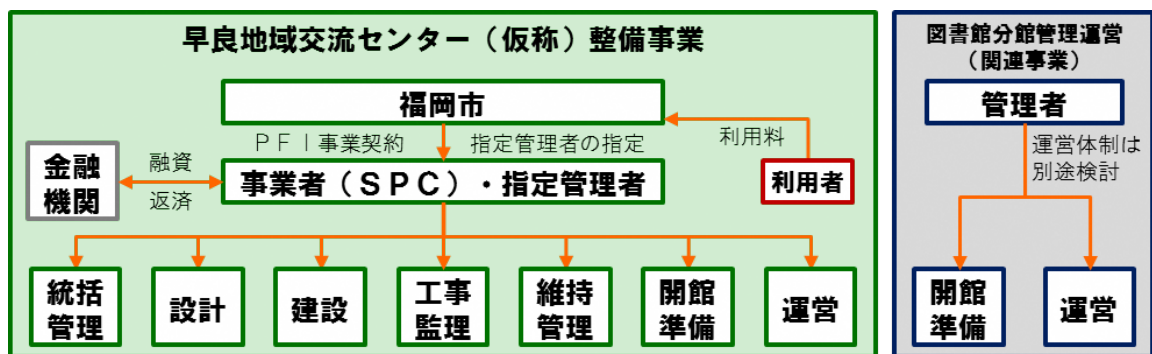 早良地域交流センター（仮称）整備事業
福岡市
ＰＦＩ事業契約
指定管理者の指定
利用料
金融
機関
融資
返済
事業者（ＳＰＣ）・指定管理者
利用者
統括
管理
設計
建設
工事
監理
維持
管理
開館
準備
運営
図書館分館管理運営
（関連事業）
管理者
運営体制は
別途検討
開館
準備
運営